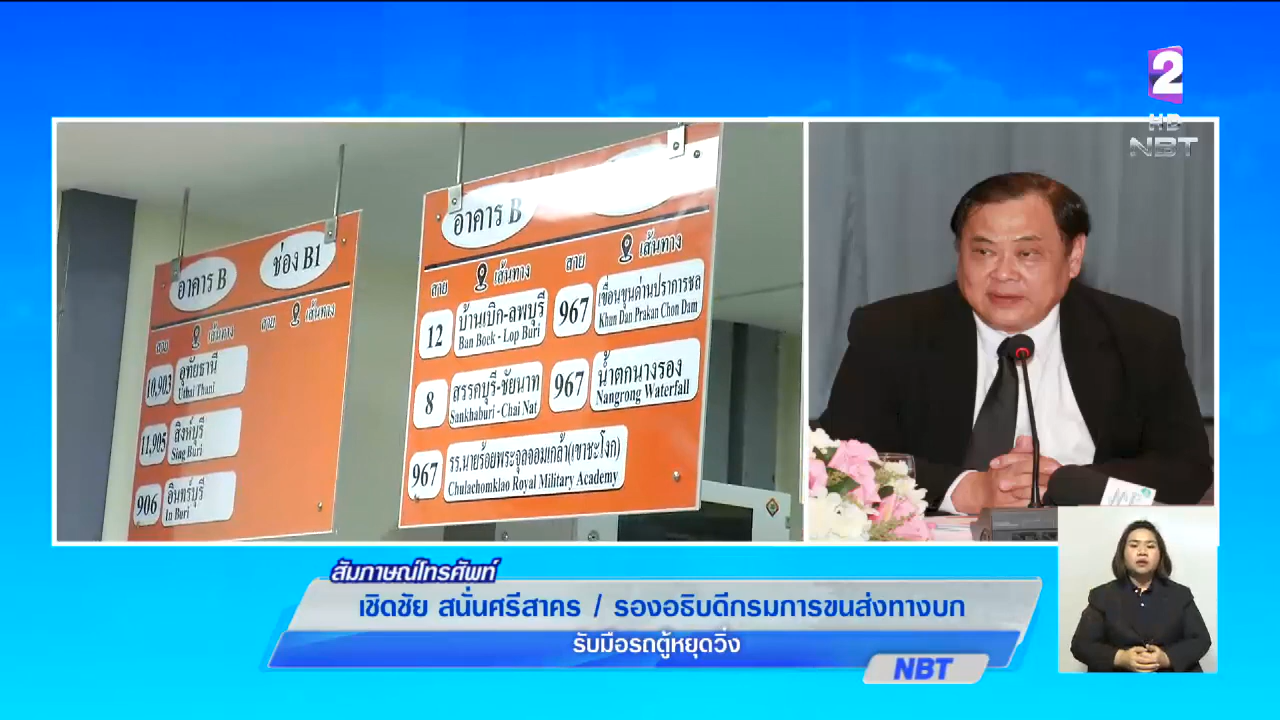 2
HD
NBT
อาคาร B
ช่อง B1
สาย เส้นทาง สาย เส้นทาง
10,903 อุทัยธานี
Uthai Thani
11,905 สิงห์บุรี
Sing Buri
906 อินทร์บุรี
In Buri
อาคาร B
สาย เส้นทาง สาย เส้นทาง
12 บ้านเบิก-ลพบุรี
Ban Boek - Lop Buri
967 เขื่อนขุนด่านปราการชล
Khun Dan Prakan Chon Dam
8 สรรคบุรี-ชัยนาท
Sankhaburi - Chai Nat
967 น้ำตกนางรอง
Nangrong Waterfall
967 รร.นายร้อยพระจุลจอมเกล้า(เขาชะโงก)
Chulachomklao Royal Military Academy
สัมภาษณ์โทรศัพท์
เชิดชัย สนั่นศรีสาคร / รองอธิบดีกรมการขนส่งทางบก
รับมือรถตู้หยุดวิ่ง
NBT